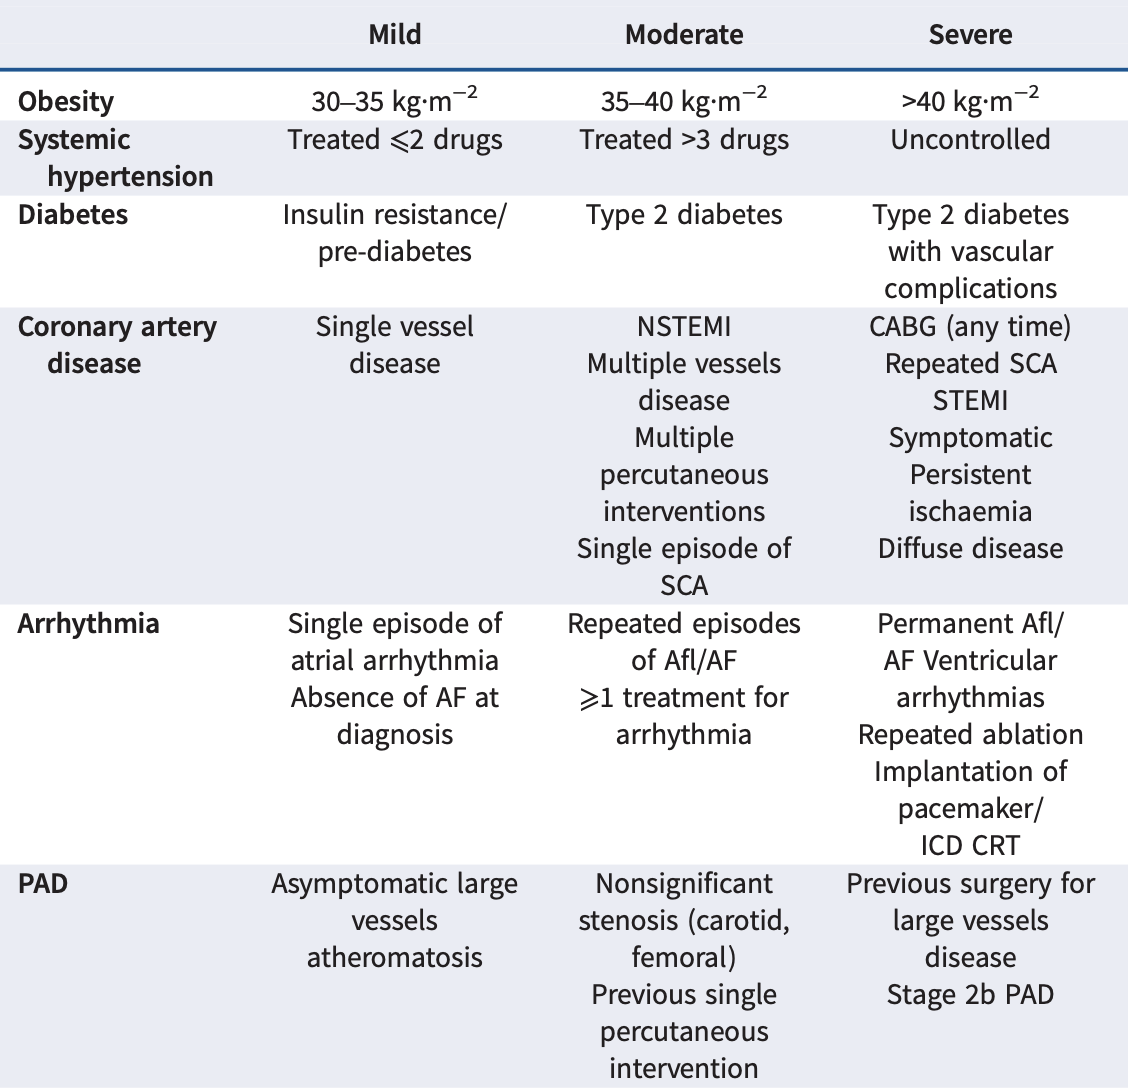 Mild Moderate Severe
Obesity 30–35 kg·m−2 35–40 kg·m−2 >40 kg·m−2
Systemic hypertension Treated ⩽2 drugs Treated >3 drugs Uncontrolled
Diabetes
Insulin resistance/
pre-diabetes
Type 2 diabetes
Type 2 diabetes
with vascular
complications
Coronary artery
disease
Single vessel
disease
NSTEMI
Multiple vessels
disease
Multiple
percutaneous
interventions
Single episode of
SCA
CABG (any time)
Repeated SCA
STEMI
Symptomatic
Persistent
ischaemia
Diffuse disease
Arrhythmia
Single episode of
atrial arrhythmia
Absence of AF at
diagnosis
Repeated episodes
of Afl/AF
⩾1 treatment for
arrhythmia
Permanent Afl/
AF Ventricular
arrhythmias
Repeated ablation
Implantation of
pacemaker/
ICD CRT
PAD
Asymptomatic large
vessels
atheromatosis
Nonsignificant
stenosis (carotid,
femoral)
Previous single
percutaneous
intervention
Previous surgery for
large vessels
disease
Stage 2b PAD